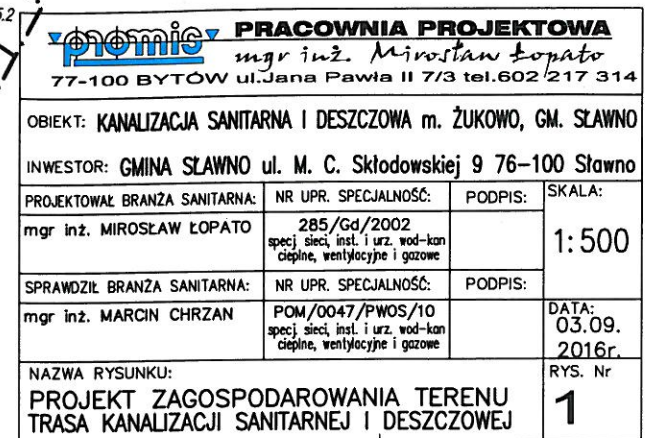 5.2
promis PRACOWNIA PROJEKTOWA
mgr inż. Mirosław Łopato
77-100 BYTÓW ul.Jana Pawła II 7/3 tel.602 217 314
OBIEKT: KANALIZACJA SANITARNA I DESZCZOWA m. ŻUKOWO, GM. SŁAWNO
INWESTOR: GMINA SŁAWNO ul. M. C. Skłodowskiej 9 76-100 Sławno
PROJEKTOWAŁ BRANŻA SANITARNA: NR UPR. SPECJALNOŚĆ: PODPIS: SKALA:
mgr inż. MIROSŁAW ŁOPATO 285/Gd/2002 1:500
specj. sieci, inst. i urz. wod-kan
cieplne, wentylacyjne i gazowe
SPRAWDZIŁ BRANŻA SANITARNA: NR UPR. SPECJALNOŚĆ: PODPIS:
mgr inż. MARCIN CHRZAN POM/0047/PWOS/10 DATA:
specj. sieci, inst. i urz. wod-kan 03.09.
cieplne, wentylacyjne i gazowe 2016r.
NAZWA RYSUNKU: RYS. Nr
PROJEKT ZAGOSPODAROWANIA TERENU 1
TRASA KANALIZACJI SANITARNEJ I DESZCZOWEJ